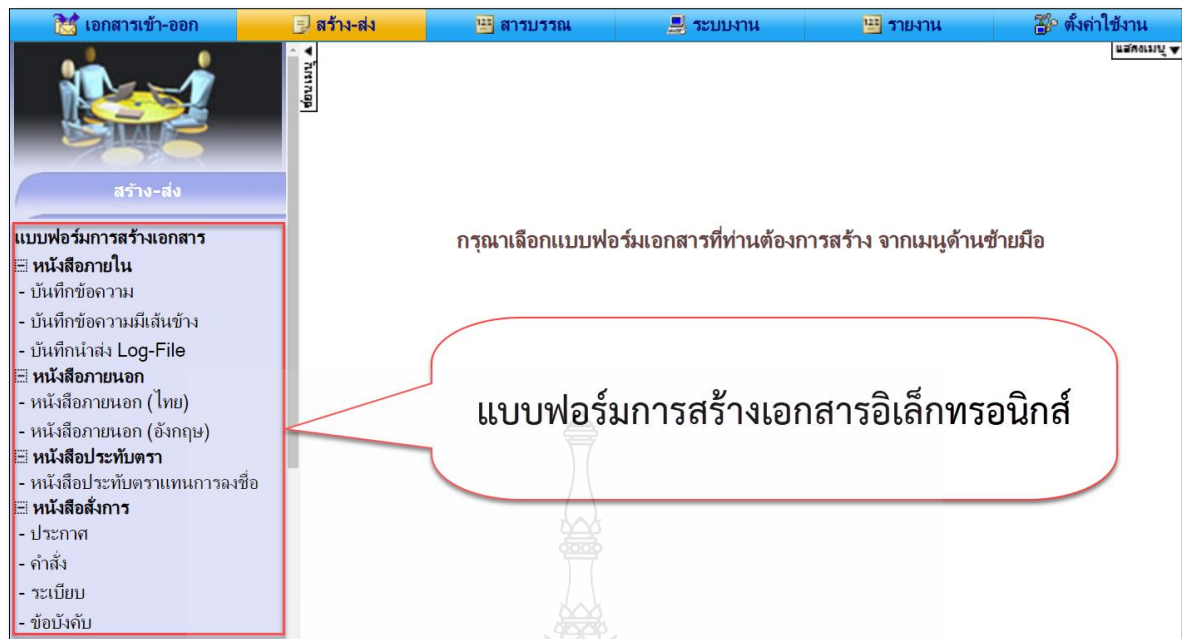 เอกสารเข้า-ออก
สร้าง-ส่ง
สารบรรณ
ระบบงาน
รายงาน
ตั้งค่าใช้งาน
ซ่อนเมนู
แสดงเมนู
สร้าง-ส่ง
แบบฟอร์มการสร้างเอกสาร
หนังสือภายใน
- บันทึกข้อความ
- บันทึกข้อความมีเส้นข้าง
- บันทึกนำส่ง Log-File
หนังสือภายนอก
- หนังสือภายนอก (ไทย)
- หนังสือภายนอก (อังกฤษ)
หนังสือประทับตรา
- หนังสือประทับตราแทนการลงชื่อ
หนังสือสั่งการ
- ประกาศ
- คำสั่ง
- ระเบียบ
- ข้อบังคับ
กรุณาเลือกแบบฟอร์มเอกสารที่ท่านต้องการสร้าง จากเมนูด้านซ้ายมือ
แบบฟอร์มการสร้างเอกสารอิเล็กทรอนิกส์